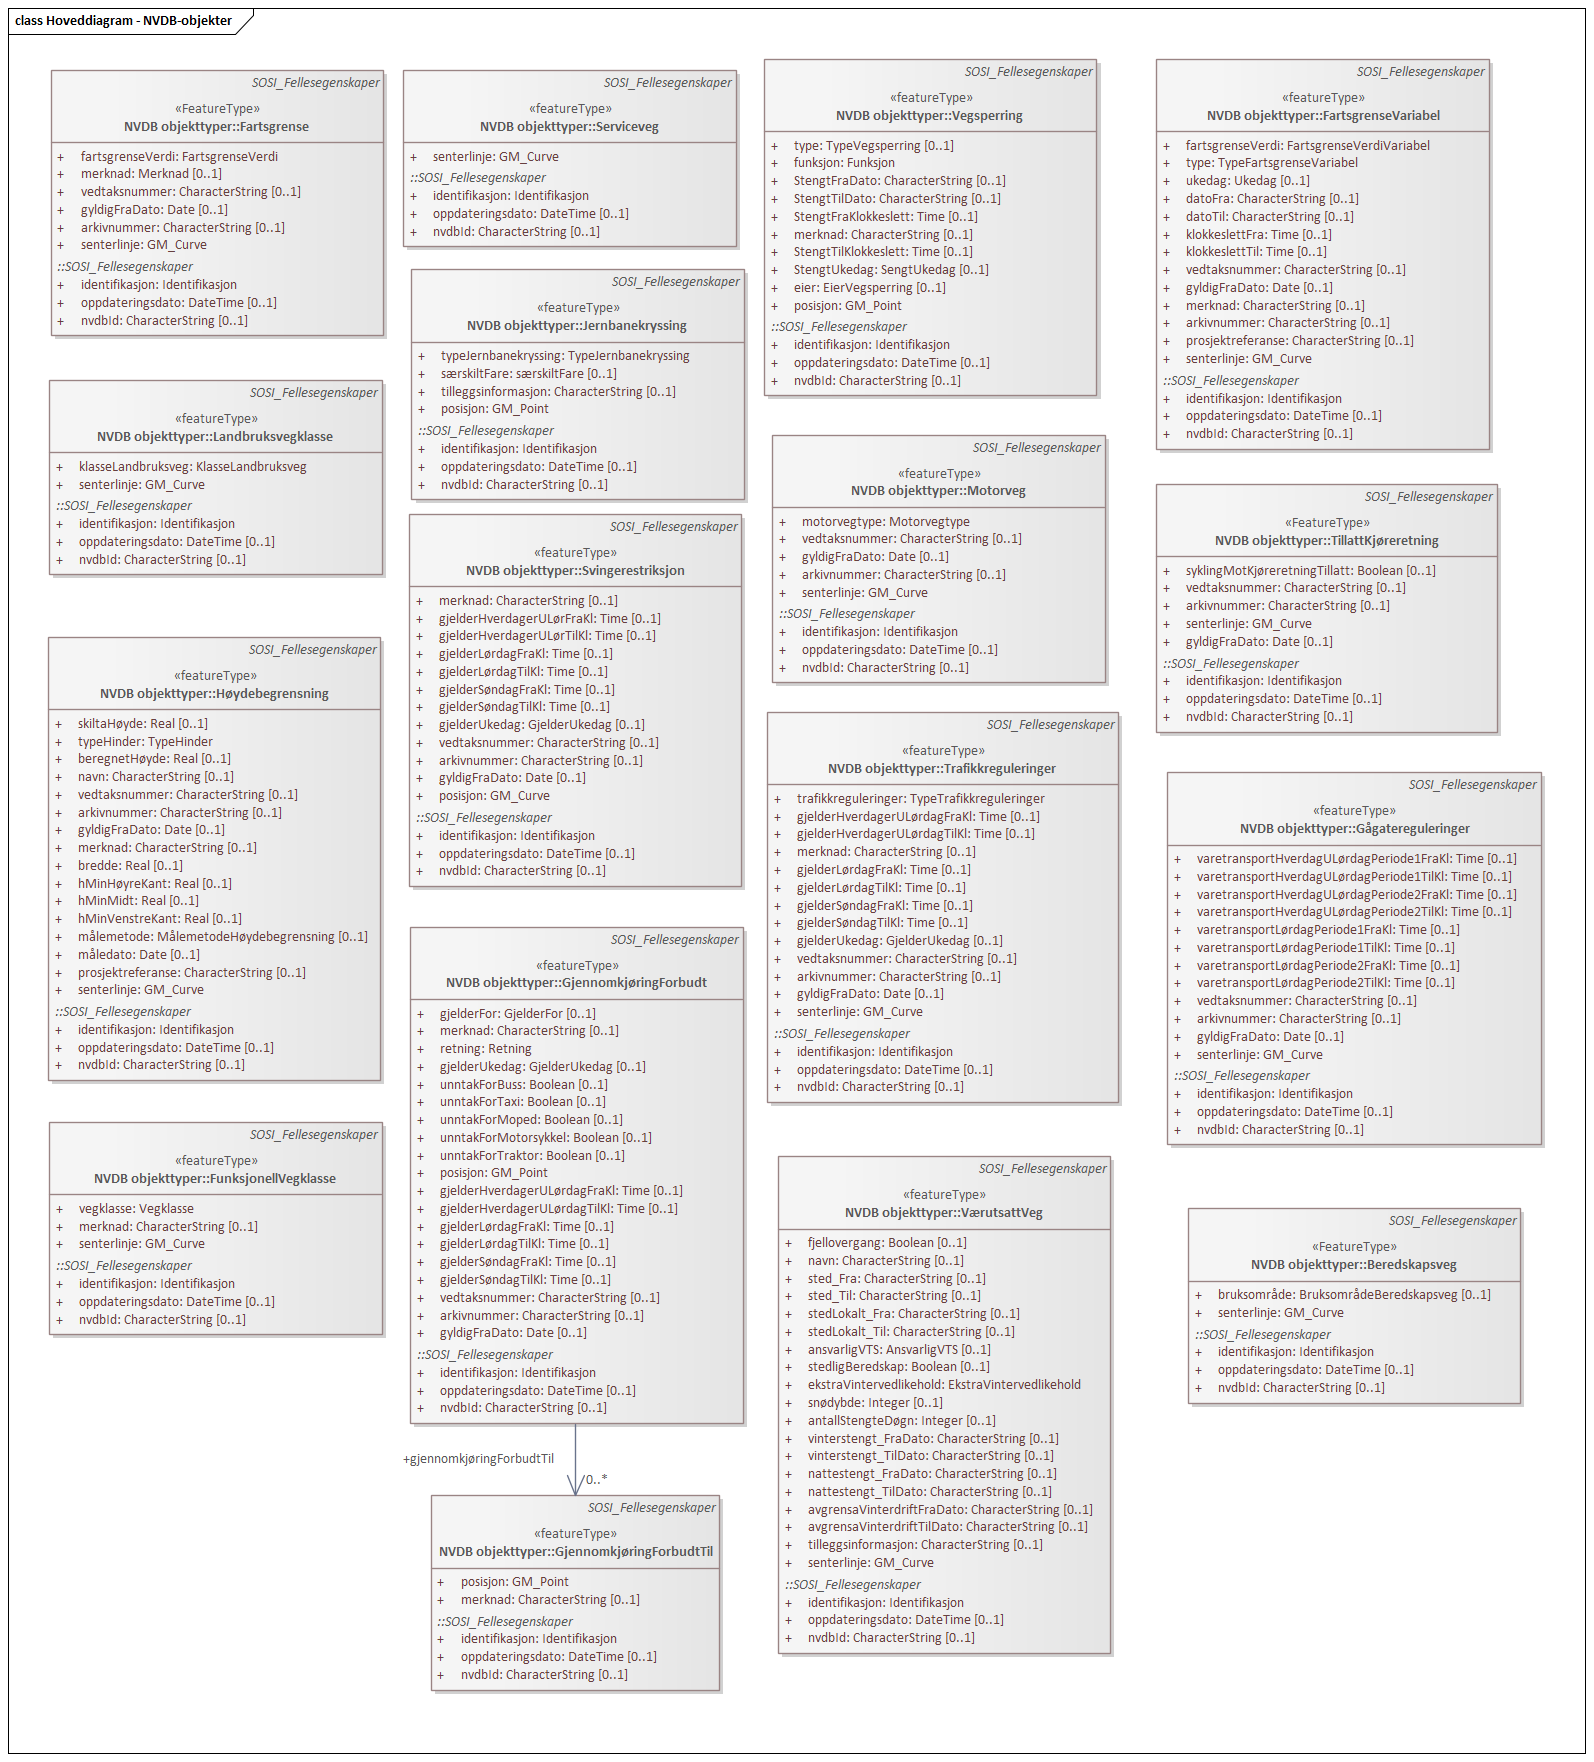 class Hoveddiagram - NVDB-objekter
SOSI_Fellesegenskaper
«FeatureType»
NVDB objekttyper::Fartsgrense
+ fartsgrenseVerdi: FartsgrenseVerdi
+ merknad: Merknad [0..1]
+ vedtaksnummer: CharacterString [0..1]
+ gyldigFraDato: Date [0..1]
+ arkivnummer: CharacterString [0..1]
+ senterlinje: GM_Curve
::SOSI_Fellesegenskaper
+ identifikasjon: Identifikasjon
+ oppdateringsdato: DateTime [0..1]
+ nvdbId: CharacterString [0..1]
SOSI_Fellesegenskaper
«featureType»
NVDB objekttyper::Landbruksvegklasse
+ klasseLandbruksveg: KlasseLandbruksveg
+ senterlinje: GM_Curve
::SOSI_Fellesegenskaper
+ identifikasjon: Identifikasjon
+ oppdateringsdato: DateTime [0..1]
+ nvdbId: CharacterString [0..1]
SOSI_Fellesegenskaper
«featureType»
NVDB objekttyper::Høydebegrensning
+ skiltaHøyde: Real [0..1]
+ typeHinder: TypeHinder
+ beregnetHøyde: Real [0..1]
+ navn: CharacterString [0..1]
+ vedtaksnummer: CharacterString [0..1]
+ arkivnummer: CharacterString [0..1]
+ gyldigFraDato: Date [0..1]
+ merknad: CharacterString [0..1]
+ bredde: Real [0..1]
+ hMinHøyreKant: Real [0..1]
+ hMinMidt: Real [0..1]
+ hMinVenstreKant: Real [0..1]
+ målemetode: MålemetodeHøydebegrensning [0..1]
+ måledato: Date [0..1]
+ prosjektreferanse: CharacterString [0..1]
+ senterlinje: GM_Curve
::SOSI_Fellesegenskaper
+ identifikasjon: Identifikasjon
+ oppdateringsdato: DateTime [0..1]
+ nvdbId: CharacterString [0..1]
SOSI_Fellesegenskaper
«featureType»
NVDB objekttyper::FunksjonellVegklasse
+ vegklasse: Vegklasse
+ merknad: CharacterString [0..1]
+ senterlinje: GM_Curve
::SOSI_Fellesegenskaper
+ identifikasjon: Identifikasjon
+ oppdateringsdato: DateTime [0..1]
+ nvdbId: CharacterString [0..1]
SOSI_Fellesegenskaper
«featureType»
NVDB objekttyper::Serviceveg
+ senterlinje: GM_Curve
::SOSI_Fellesegenskaper
+ identifikasjon: Identifikasjon
+ oppdateringsdato: DateTime [0..1]
+ nvdbId: CharacterString [0..1]
SOSI_Fellesegenskaper
«featureType»
NVDB objekttyper::Jernbanekryssing
+ typeJernbanekryssing: TypeJernbanekryssing
+ særskiltFare: særskiltFare [0..1]
+ tilleggsinformasjon: CharacterString [0..1]
+ posisjon: GM_Point
::SOSI_Fellesegenskaper
+ identifikasjon: Identifikasjon
+ oppdateringsdato: DateTime [0..1]
+ nvdbId: CharacterString [0..1]
SOSI_Fellesegenskaper
«featureType»
NVDB objekttyper::Svingerestriksjon
+ merknad: CharacterString [0..1]
+ gjelderHverdagerULørFraKl: Time [0..1]
+ gjelderHverdagerULørTilKl: Time [0..1]
+ gjelderLørdagFraKl: Time [0..1]
+ gjelderLørdagTilKl: Time [0..1]
+ gjelderSøndagFraKl: Time [0..1]
+ gjelderSøndagTilKl: Time [0..1]
+ gjelderUkedag: GjelderUkedag [0..1]
+ vedtaksnummer: CharacterString [0..1]
+ arkivnummer: CharacterString [0..1]
+ gyldigFraDato: Date [0..1]
+ posisjon: GM_Curve
::SOSI_Fellesegenskaper
+ identifikasjon: Identifikasjon
+ oppdateringsdato: DateTime [0..1]
+ nvdbId: CharacterString [0..1]
SOSI_Fellesegenskaper
«featureType»
NVDB objekttyper::GjennomkjøringForbudt
+ gjelderFor: GjelderFor [0..1]
+ merknad: CharacterString [0..1]
+ retning: Retning
+ gjelderUkedag: GjelderUkedag [0..1]
+ unntakForBuss: Boolean [0..1]
+ unntakForTaxi: Boolean [0..1]
+ unntakForMoped: Boolean [0..1]
+ unntakForMotorsykkel: Boolean [0..1]
+ unntakForTraktor: Boolean [0..1]
+ posisjon: GM_Point
+ gjelderHverdagerULørdagFraKl: Time [0..1]
+ gjelderHverdagerULørdagTilKl: Time [0..1]
+ gjelderLørdagFraKl: Time [0..1]
+ gjelderLørdagTilKl: Time [0..1]
+ gjelderSøndagFraKl: Time [0..1]
+ gjelderSøndagTilKl: Time [0..1]
+ vedtaksnummer: CharacterString [0..1]
+ arkivnummer: CharacterString [0..1]
+ gyldigFraDato: Date [0..1]
::SOSI_Fellesegenskaper
+ identifikasjon: Identifikasjon
+ oppdateringsdato: DateTime [0..1]
+ nvdbId: CharacterString [0..1]
+gjennomkjøringForbudtTil
0..*
SOSI_Fellesegenskaper
«featureType»
NVDB objekttyper::GjennomkjøringForbudtTil
+ posisjon: GM_Point
+ merknad: CharacterString [0..1]
::SOSI_Fellesegenskaper
+ identifikasjon: Identifikasjon
+ oppdateringsdato: DateTime [0..1]
+ nvdbId: CharacterString [0..1]
SOSI_Fellesegenskaper
«featureType»
NVDB objekttyper::Vegsperring
+ type: TypeVegsperring [0..1]
+ funksjon: Funksjon
+ StengtFraDato: CharacterString [0..1]
+ StengtTilDato: CharacterString [0..1]
+ StengtFraKlokkeslett: Time [0..1]
+ merknad: CharacterString [0..1]
+ StengtTilKlokkeslett: Time [0..1]
+ StengtUkedag: SengtUkedag [0..1]
+ eier: EierVegsperring [0..1]
+ posisjon: GM_Point
::SOSI_Fellesegenskaper
+ identifikasjon: Identifikasjon
+ oppdateringsdato: DateTime [0..1]
+ nvdbId: CharacterString [0..1]
SOSI_Fellesegenskaper
«featureType»
NVDB objekttyper::Motorveg
+ motorvegtype: Motorvegtype
+ vedtaksnummer: CharacterString [0..1]
+ gyldigFraDato: Date [0..1]
+ arkivnummer: CharacterString [0..1]
+ senterlinje: GM_Curve
::SOSI_Fellesegenskaper
+ identifikasjon: Identifikasjon
+ oppdateringsdato: DateTime [0..1]
+ nvdbId: CharacterString [0..1]
SOSI_Fellesegenskaper
«featureType»
NVDB objekttyper::Trafikkreguleringer
+ trafikkreguleringer: TypeTrafikkreguleringer
+ gjelderHverdagerULørdagFraKl: Time [0..1]
+ gjelderHverdagerULørdagTilKl: Time [0..1]
+ merknad: CharacterString [0..1]
+ gjelderLørdagFraKl: Time [0..1]
+ gjelderLørdagTilKl: Time [0..1]
+ gjelderSøndagFraKl: Time [0..1]
+ gjelderSøndagTilKl: Time [0..1]
+ gjelderUkedag: GjelderUkedag [0..1]
+ vedtaksnummer: CharacterString [0..1]
+ arkivnummer: CharacterString [0..1]
+ gyldigFraDato: Date [0..1]
+ senterlinje: GM_Curve
::SOSI_Fellesegenskaper
+ identifikasjon: Identifikasjon
+ oppdateringsdato: DateTime [0..1]
+ nvdbId: CharacterString [0..1]
SOSI_Fellesegenskaper
«featureType»
NVDB objekttyper::VærutsattVeg
+ fjellovergang: Boolean [0..1]
+ navn: CharacterString [0..1]
+ sted_Fra: CharacterString [0..1]
+ sted_Til: CharacterString [0..1]
+ stedLokalt_Fra: CharacterString [0..1]
+ stedLokalt_Til: CharacterString [0..1]
+ ansvarligVTS: AnsvarligVTS [0..1]
+ stedligBeredskap: Boolean [0..1]
+ ekstraVintervedlikehold: EkstraVintervedlikehold
+ snødybde: Integer [0..1]
+ antallStengteDøgn: Integer [0..1]
+ vinterstengt_FraDato: CharacterString [0..1]
+ vinterstengt_TilDato: CharacterString [0..1]
+ nattestengt_FraDato: CharacterString [0..1]
+ nattestengt_TilDato: CharacterString [0..1]
+ avgrensaVinterdriftFraDato: CharacterString [0..1]
+ avgrensaVinterdriftTilDato: CharacterString [0..1]
+ tilleggsinformasjon: CharacterString [0..1]
+ senterlinje: GM_Curve
::SOSI_Fellesegenskaper
+ identifikasjon: Identifikasjon
+ oppdateringsdato: DateTime [0..1]
+ nvdbId: CharacterString [0..1]
SOSI_Fellesegenskaper
«featureType»
NVDB objekttyper::FartsgrenseVariabel
+ fartsgrenseVerdi: FartsgrenseVerdiVariabel
+ type: TypeFartsgrenseVariabel
+ ukedag: Ukedag [0..1]
+ datoFra: CharacterString [0..1]
+ datoTil: CharacterString [0..1]
+ klokkeslettFra: Time [0..1]
+ klokkeslettTil: Time [0..1]
+ vedtaksnummer: CharacterString [0..1]
+ gyldigFraDato: Date [0..1]
+ merknad: CharacterString [0..1]
+ arkivnummer: CharacterString [0..1]
+ prosjektreferanse: CharacterString [0..1]
+ senterlinje: GM_Curve
::SOSI_Fellesegenskaper
+ identifikasjon: Identifikasjon
+ oppdateringsdato: DateTime [0..1]
+ nvdbId: CharacterString [0..1]
SOSI_Fellesegenskaper
«FeatureType»
NVDB objekttyper::TillattKjøreretning
+ syklingMotKjøreretningTillatt: Boolean [0..1]
+ vedtaksnummer: CharacterString [0..1]
+ arkivnummer: CharacterString [0..1]
+ senterlinje: GM_Curve
+ gyldigFraDato: Date [0..1]
::SOSI_Fellesegenskaper
+ identifikasjon: Identifikasjon
+ oppdateringsdato: DateTime [0..1]
+ nvdbId: CharacterString [0..1]
SOSI_Fellesegenskaper
«featureType»
NVDB objekttyper::Gågatereguleringer
+ varetransportHverdagULørdagPeriode1FraKl: Time [0..1]
+ varetransportHverdagULørdagPeriode1TilKl: Time [0..1]
+ varetransportHverdagULørdagPeriode2FraKl: Time [0..1]
+ varetransportHverdagULørdagPeriode2TilKl: Time [0..1]
+ varetransportLørdagPeriode1FraKl: Time [0..1]
+ varetransportLørdagPeriode1TilKl: Time [0..1]
+ varetransportLørdagPeriode2FraKl: Time [0..1]
+ varetransportLørdagPeriode2TilKl: Time [0..1]
+ vedtaksnummer: CharacterString [0..1]
+ arkivnummer: CharacterString [0..1]
+ gyldigFraDato: Date [0..1]
+ senterlinje: GM_Curve
::SOSI_Fellesegenskaper
+ identifikasjon: Identifikasjon
+ oppdateringsdato: DateTime [0..1]
+ nvdbId: CharacterString [0..1]
SOSI_Fellesegenskaper
«FeatureType»
NVDB objekttyper::Beredskapsveg
+ bruksområde: BruksområdeBeredskapsveg [0..1]
+ senterlinje: GM_Curve
::SOSI_Fellesegenskaper
+ identifikasjon: Identifikasjon
+ oppdateringsdato: DateTime [0..1]
+ nvdbId: CharacterString [0..1]